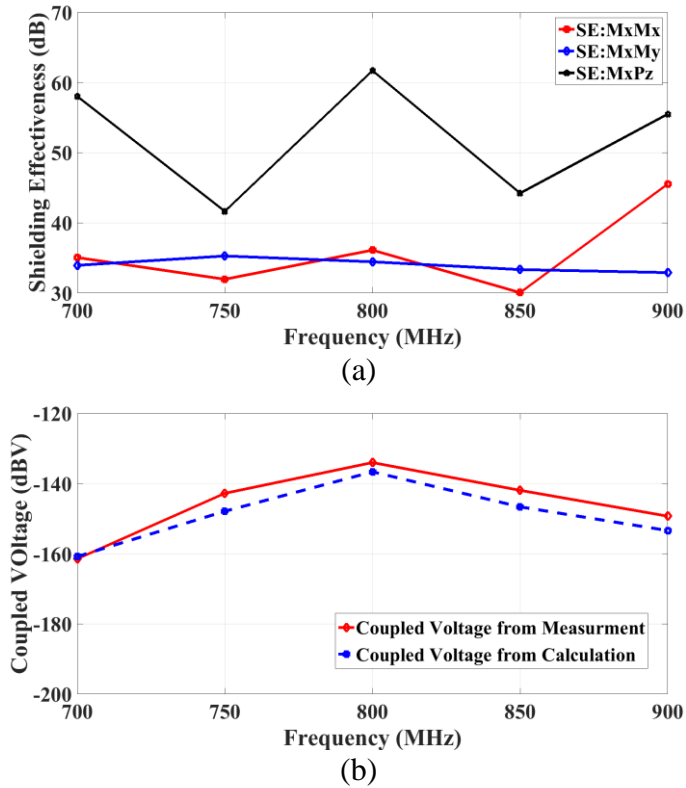 70
60
50
40
30
Shielding Effectiveness (dB)
SE:MxMx
SE:MxMy
SE:MxPz
700 750 800 850 900
Frequency (MHz)
(a)
-120
-140
-160
-180
-200
Coupled VOltage (dBV)
Coupled Voltage from Measurment
Coupled Voltage from Calculation
700 750 800 850 900
Frequency (MHz)
(b)